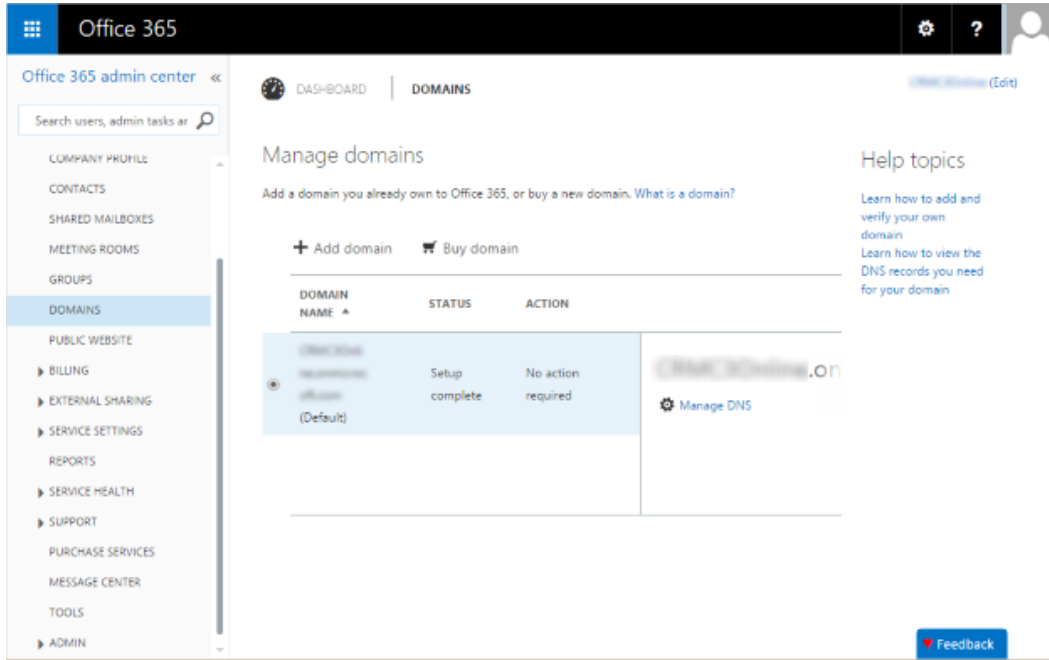 Office 365
?
Office 365 admin center «
Search users, admin tasks ar
COMPANY PROFILE
CONTACTS
SHARED MAILBOXES
MEETING ROOMS
GROUPS
DOMAINS
PUBLIC WEBSITE
BILLING
EXTERNAL SHARING
SERVICE SETTINGS
REPORTS
SERVICE HEALTH
SUPPORT
PURCHASE SERVICES
MESSAGE CENTER
TOOLS
ADMIN
DASHBOARD | DOMAINS
(Edit)
Manage domains
Add a domain you already own to Office 365, or buy a new domain. What is a domain?
+ Add domain Buy domain
DOMAIN
NAME STATUS ACTION
Setup No action
complete required
(Default)
.on
Manage DNS
Help topics
Learn how to add and
verify your own
domain
Learn how to view the
DNS records you need
for your domain
Feedback